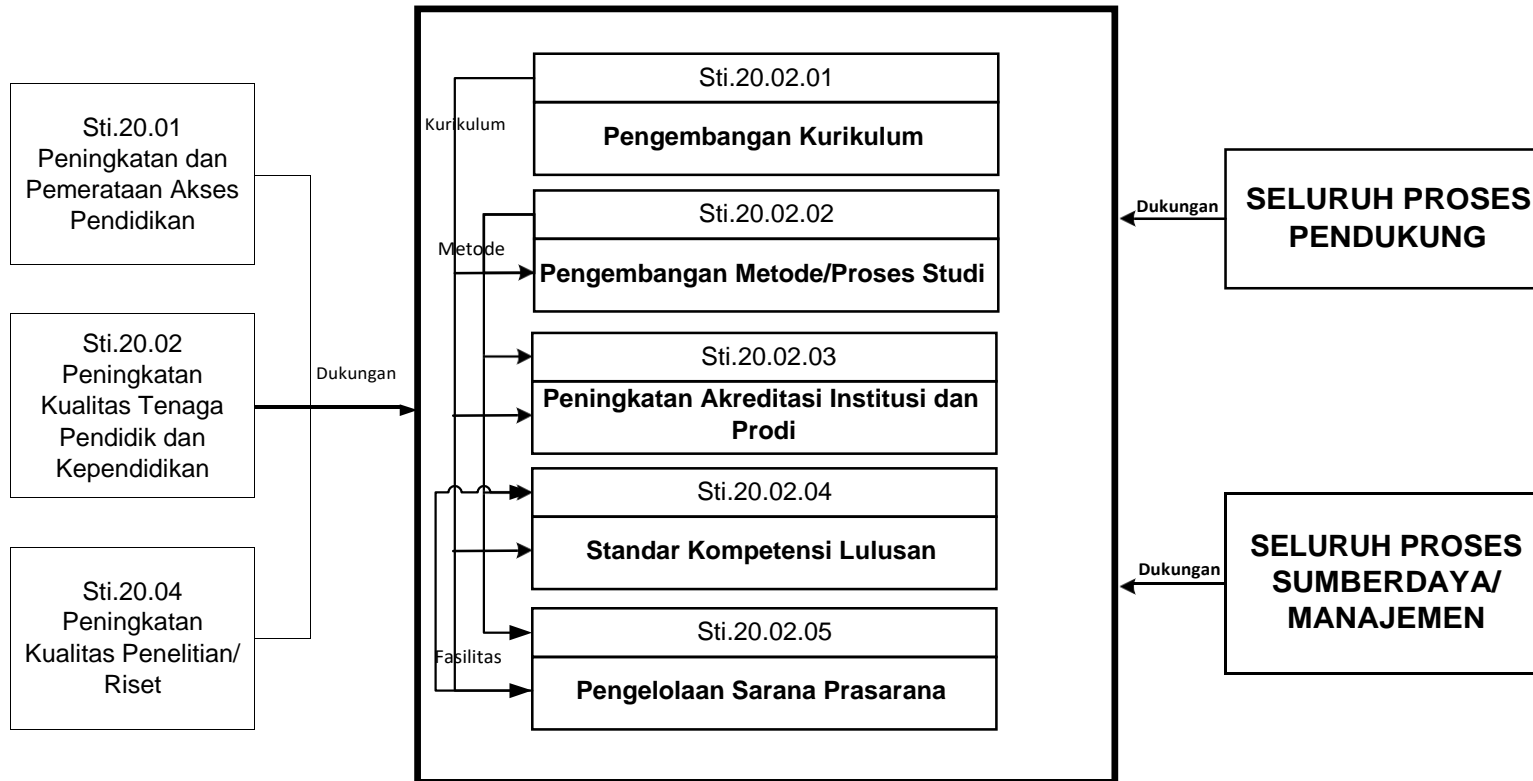 Sti.20.01
Peningkatan dan
Pemerataan Akses
Pendidikan
Sti.20.02
Peningkatan
Kualitas Tenaga
Pendidik dan
Kependidikan
Sti.20.04
Peningkatan
Kualitas Penelitian/
Riset
Dukungan
Kurikulum
Metode
Fasilitas
Sti.20.02.01
Pengembangan Kurikulum
Sti.20.02.02
Pengembangan Metode/Proses Studi
Sti.20.02.03
Peningkatan Akreditasi Institusi dan
Prodi
Sti.20.02.04
Standar Kompetensi Lulusan
Sti.20.02.05
Pengelolaan Sarana Prasarana
Dukungan
SELURUH PROSES
PENDUKUNG
Dukungan
SELURUH PROSES
SUMBERDAYA/
MANAJEMEN